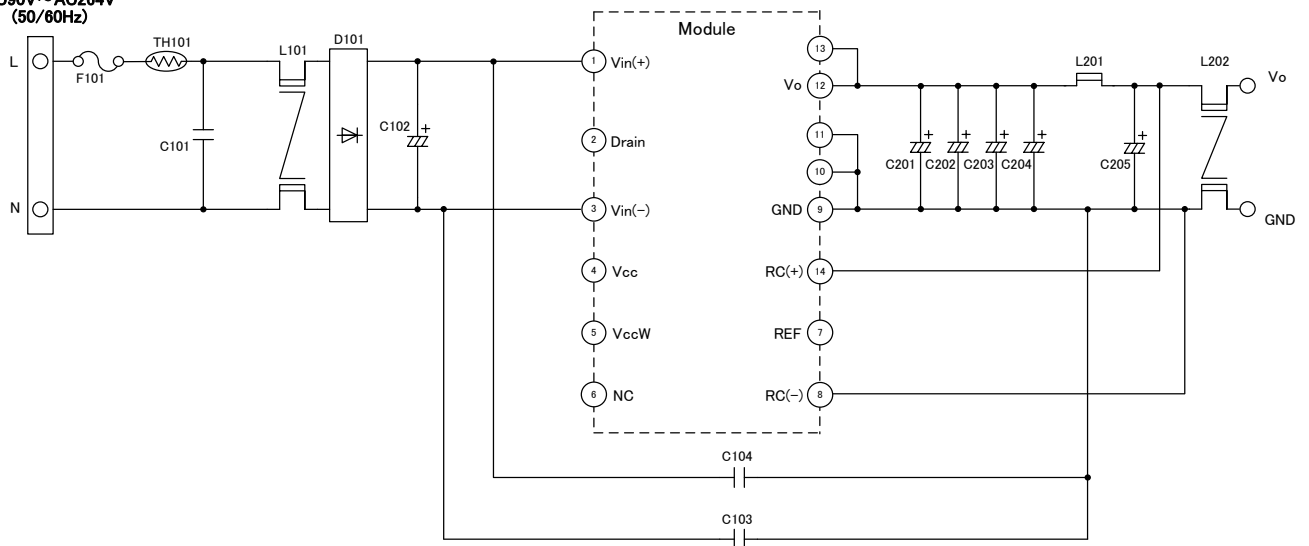 (50/60Hz)
L
F101
TH101
C101
L101
D101
C102
N
Module
1 Vin(+)
2 Drain
3 Vin(-)
4 Vcc
5 VccW
6 NC
13
Vo 12
11
10
GND 9
RC(+) 14
REF 7
RC(-) 8
C201
C202
C203
C204
L201
C205
L202
Vo
GND
C104
C103